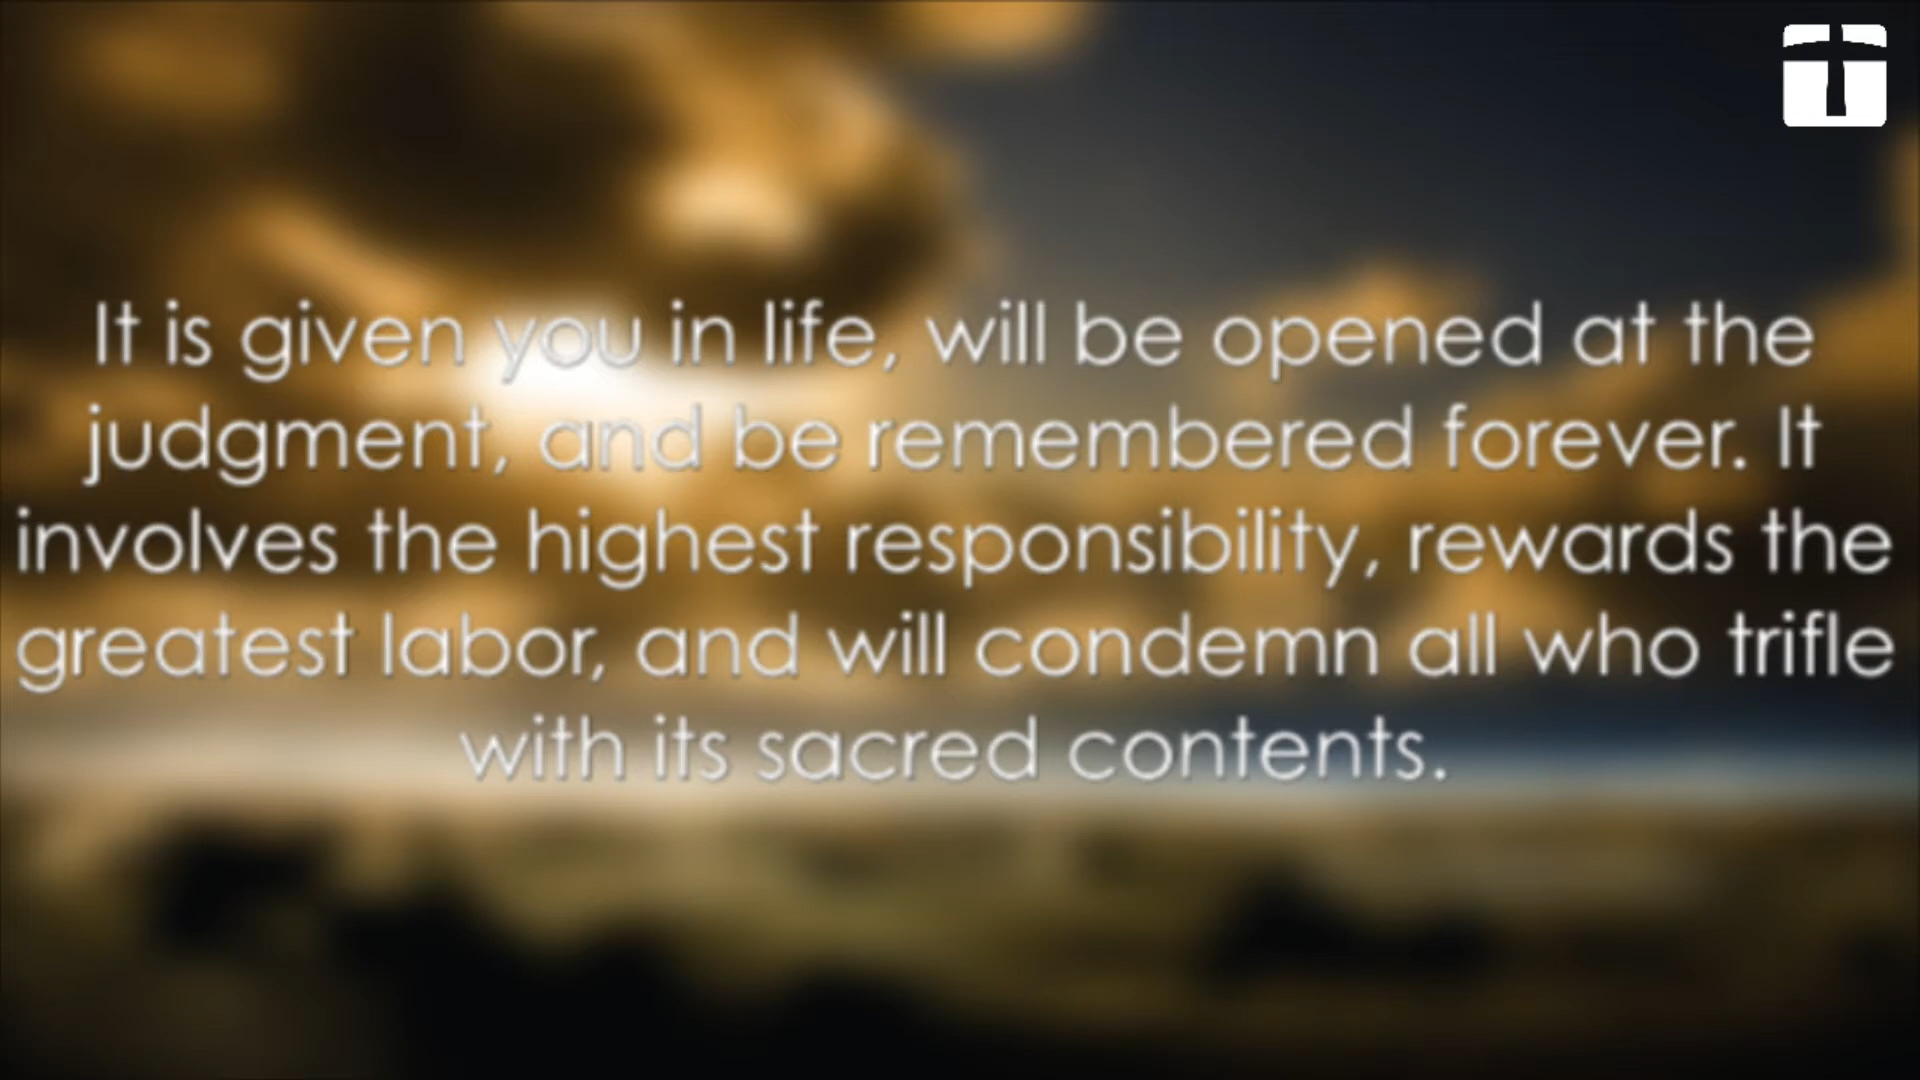 It is given you in life, will be opened at the
judgment, and be remembered forever. It
involves the highest responsibility, rewards the
greatest labor, and will condemn all who trifle
with its sacred contents.